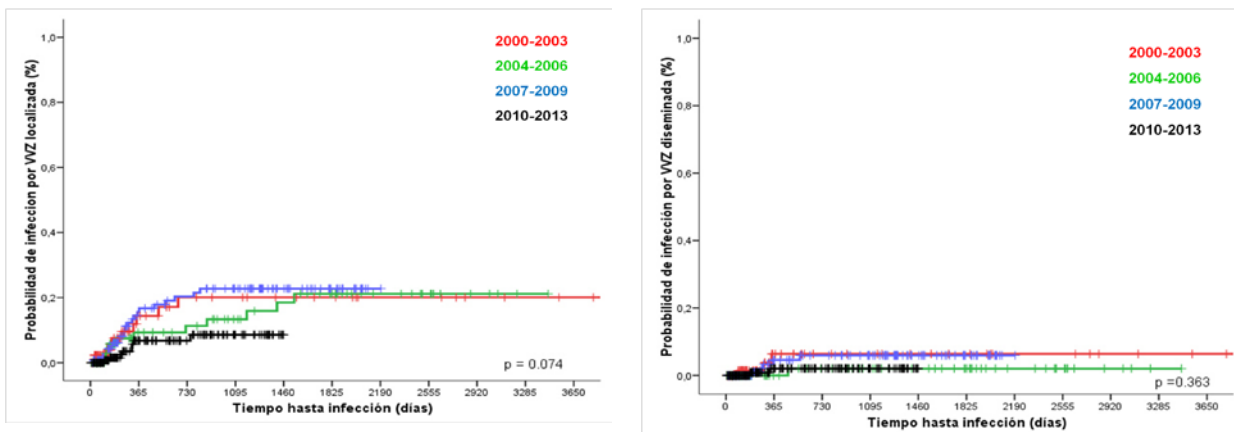 Probabilidad de infeccion por VVZ localizada (%)
1,0
0,8
0,6
0,4
0,2
0,0
2000-2003
2004-2006
2007-2009
2010-2013
p = 0.074
0 365 730 1095 1460 1825 2190 2555 2920 3285 3650
Tiempo hasta infección (días)
Probabilidad de infección por VVZ diseminada (%)
1,0
0,8
0,6
0,4
0,2
0,0
2000-2003
2004-2006
2007-2009
2010-2013
p =0.363
0 365 730 1095 1460 1825 2190 2555 2920 3285 3650
Tiempo hasta infección (días)